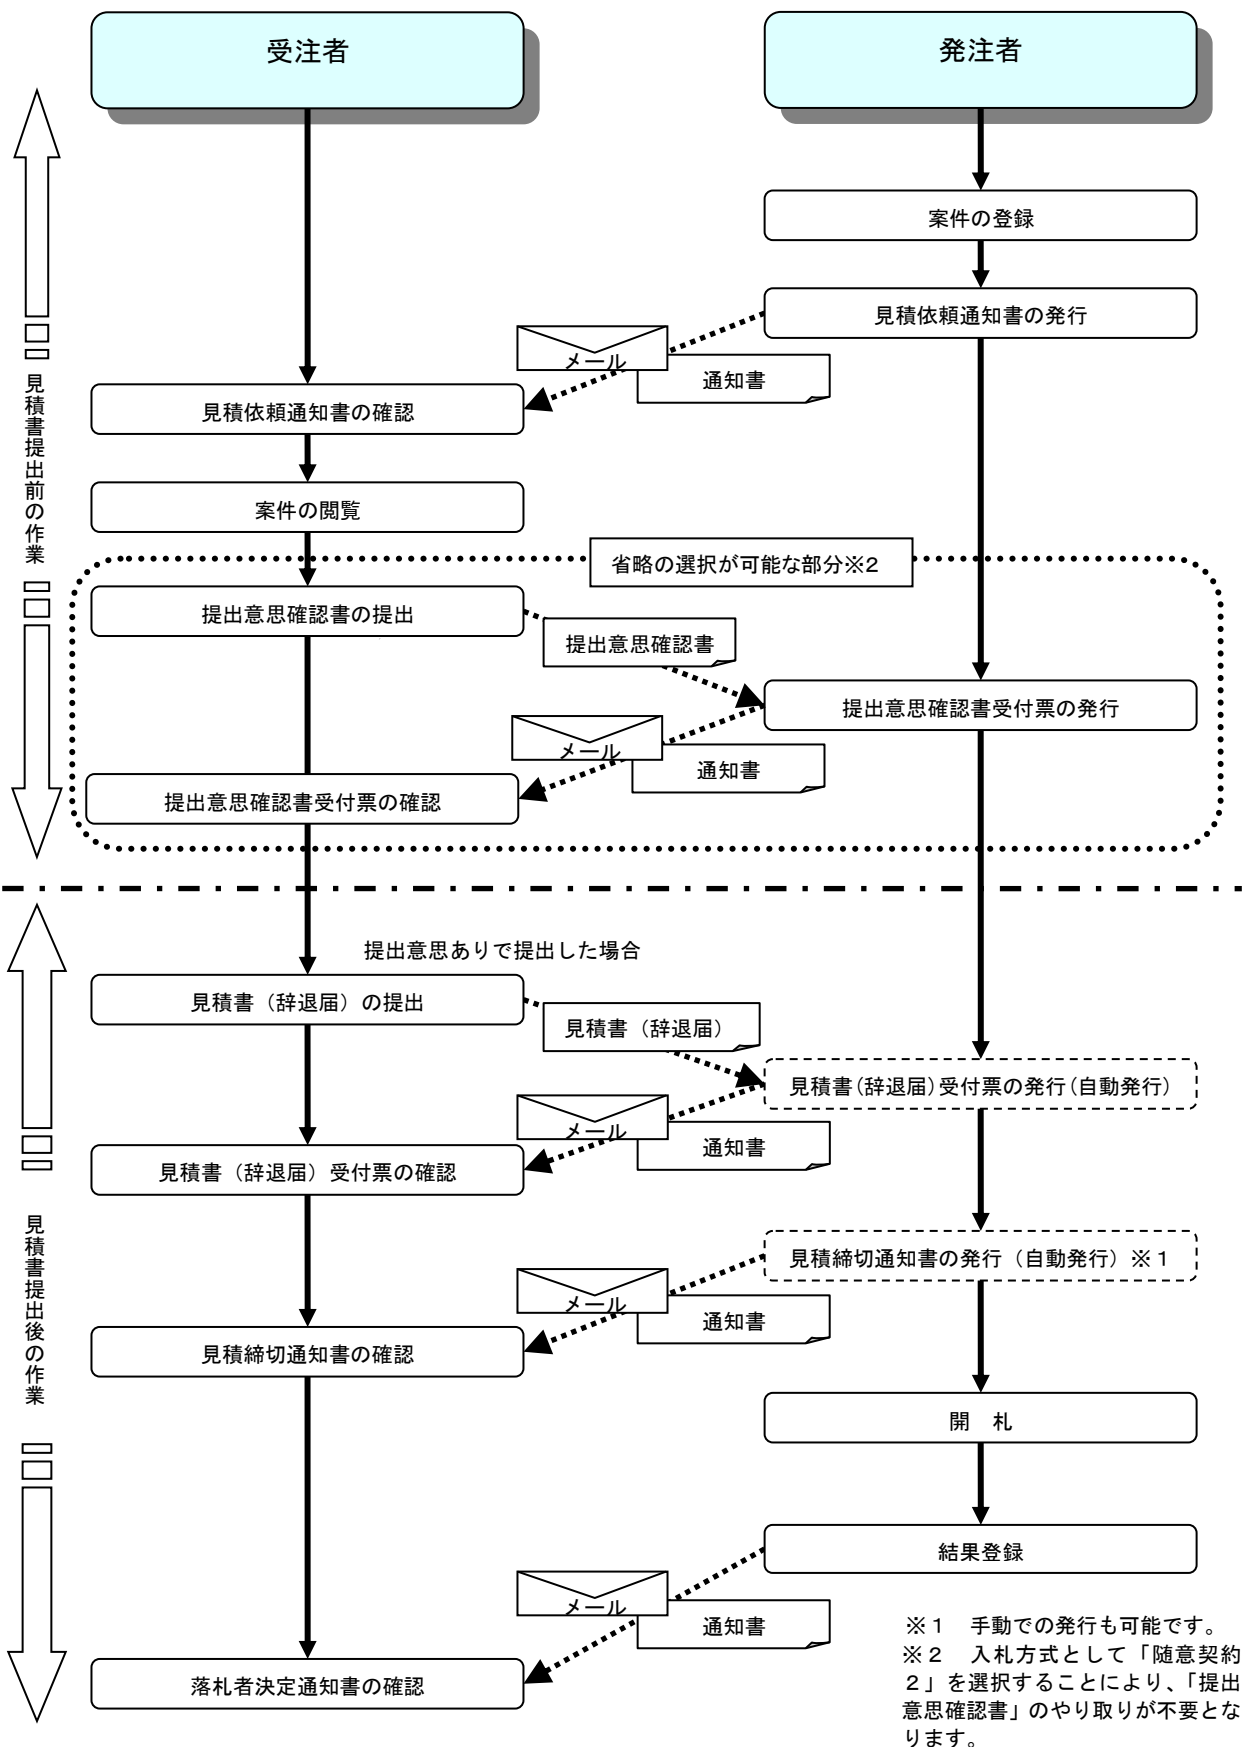 受注者
発注者
案件の登録
見積依頼通知書の発行
メール
通知書
見積依頼通知書の確認
見積書提出前の作業
案件の閲覧
省略の選択が可能な部分※２
提出意思確認書の提出
提出意思確認書
提出意思確認書受付票の発行
メール
通知書
提出意思確認書受付票の確認
提出意思ありで提出した場合
見積書（辞退届）の提出
見積書（辞退届）
見積書(辞退届)受付票の発行(自動発行)
メール
通知書
見積書（辞退届）受付票の確認
見積書提出後の作業
見積締切通知書の発行（自動発行）※１
メール
通知書
見積締切通知書の確認
開　札
結果登録
メール
通知書
落札者決定通知書の確認
※１　手動での発行も可能です。
※２　入札方式として「随意契約
２」を選択することにより、「提出
意思確認書」のやり取りが不要とな
ります。